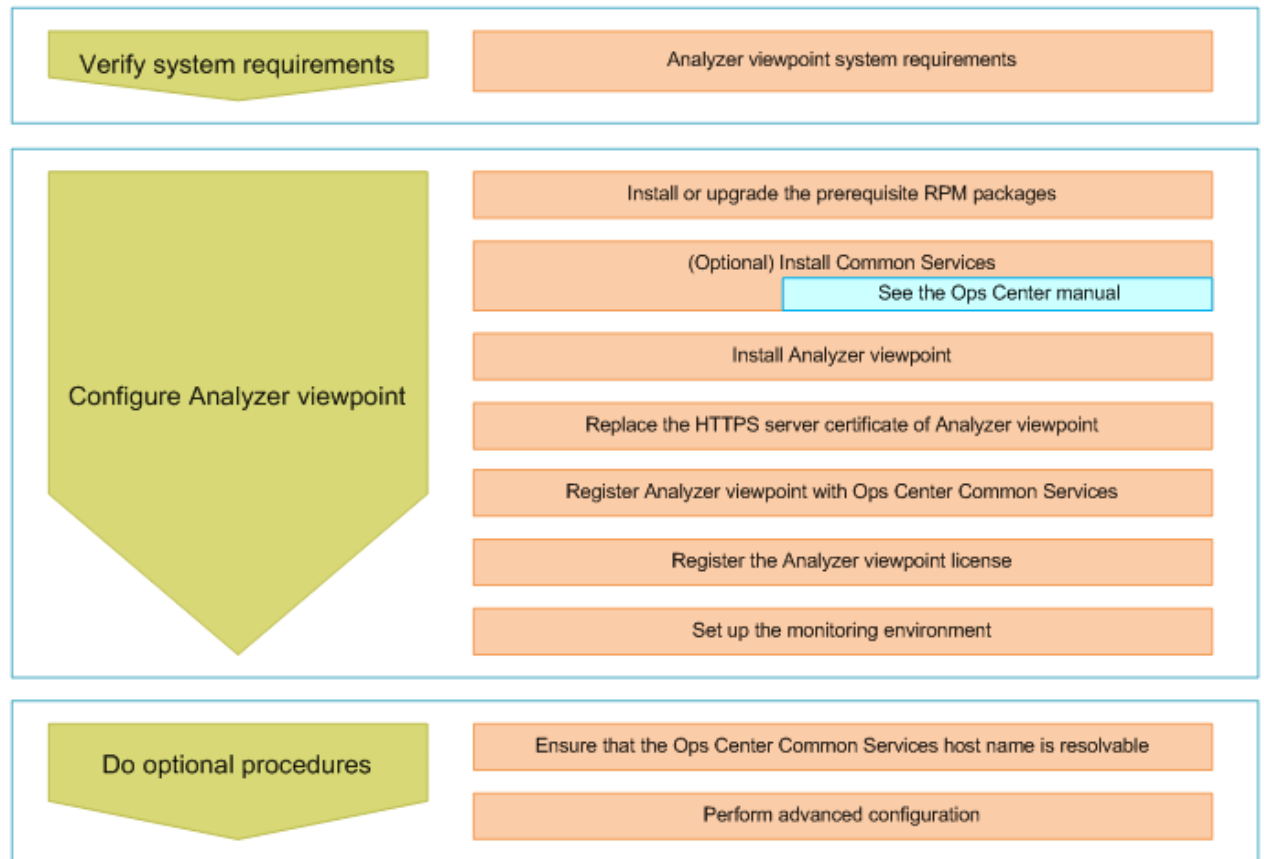 Verify system requirements
Analyzer viewpoint system requirements
Configure Analyzer viewpoint
Install or upgrade the prerequisite RPM packages
(Optional) Install Common Services
See the Ops Center manual
Install Analyzer viewpoint
Replace the HTTPS server certificate of Analyzer viewpoint
Register Analyzer viewpoint with Ops Center Common Services
Register the Analyzer viewpoint license
Set up the monitoring environment
Do optional procedures
Ensure that the Ops Center Common Services host name is resolvable
Perform advanced configuration